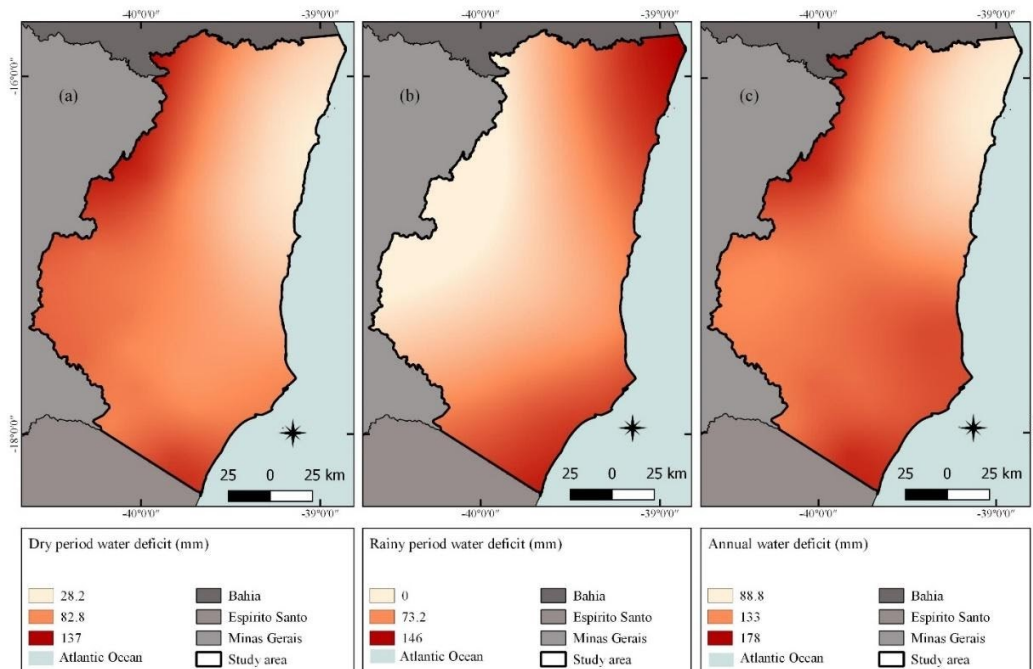 -40°0'0" -39°0'0" -40°0'0" -39°0'0" -40°0'0" -39°0'0"
-16°0'0"
(a) (b) (c)
-18°0'0"
25 0 25 km 25 0 25 km 25 0 25 km
-40°0'0" -39°0'0" -40°0'0" -39°0'0" -40°0'0" -39°0'0"
Dry period water deficit (mm)
28.2 Bahia
82.8 Espirito Santo
137 Minas Gerais
Atlantic Ocean Study area
Rainy period water deficit (mm)
0 Bahia
73.2 Espirito Santo
146 Minas Gerais
Atlantic Ocean Study area
Annual water deficit (mm)
88.8 Bahia
133 Espirito Santo
178 Minas Gerais
Atlantic Ocean Study area